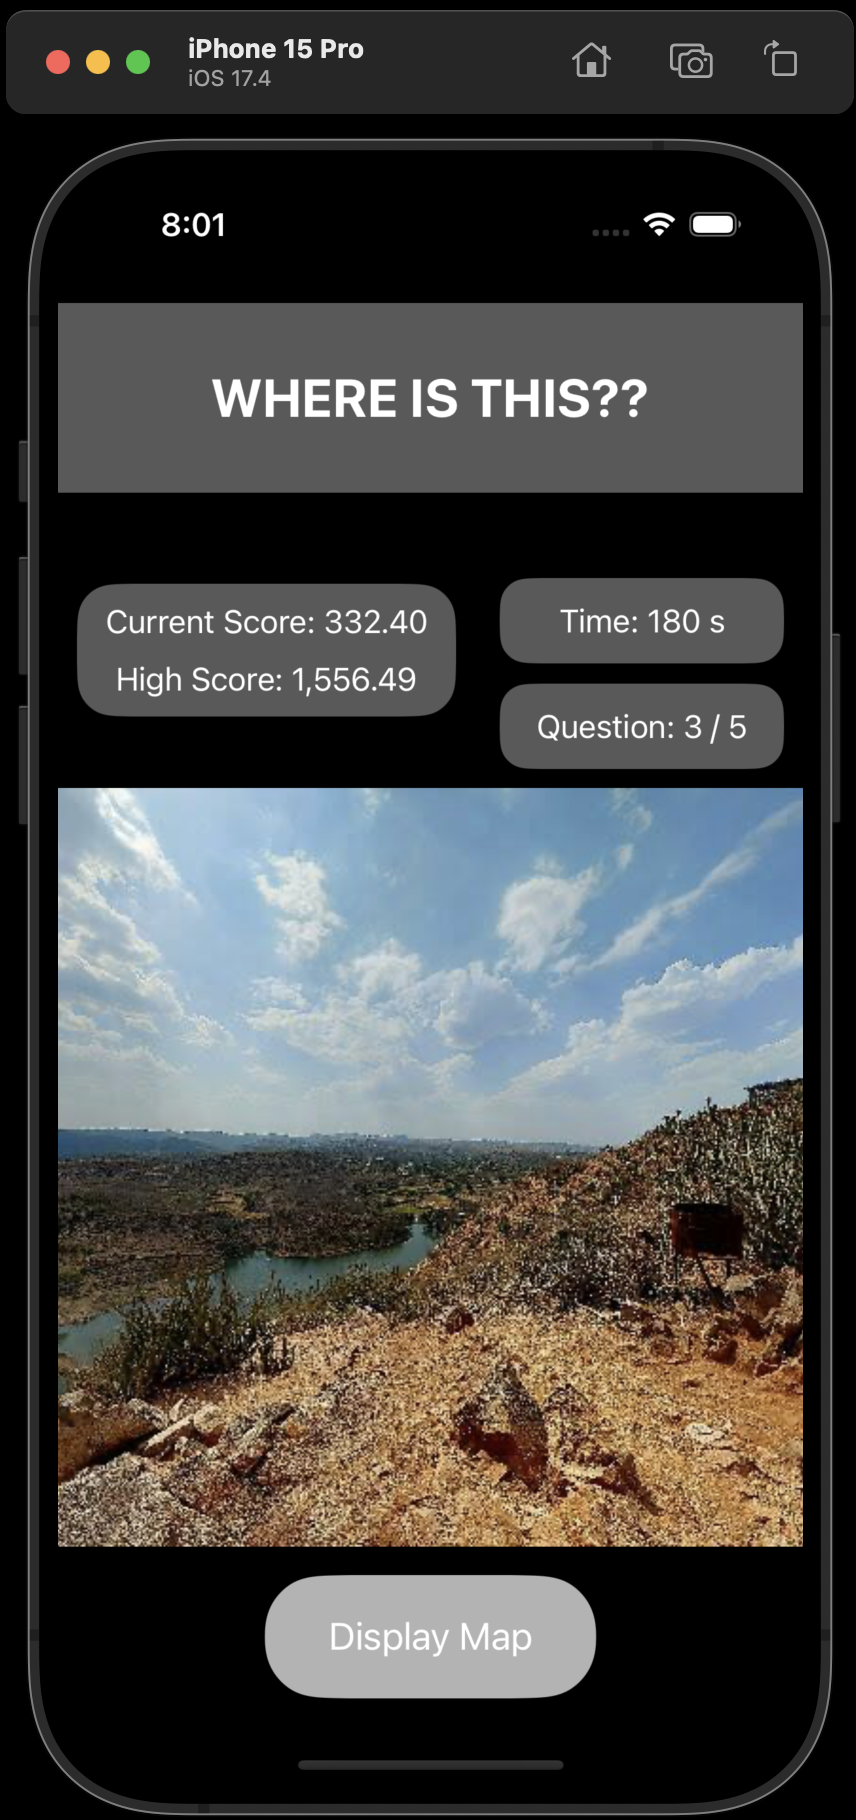 iPhone 15 Pro
iOS 17.4
8:01
WHERE IS THIS??
Current Score: 332.40
High Score: 1,556.49
Time: 180 s
Question: 3 / 5
Display Map